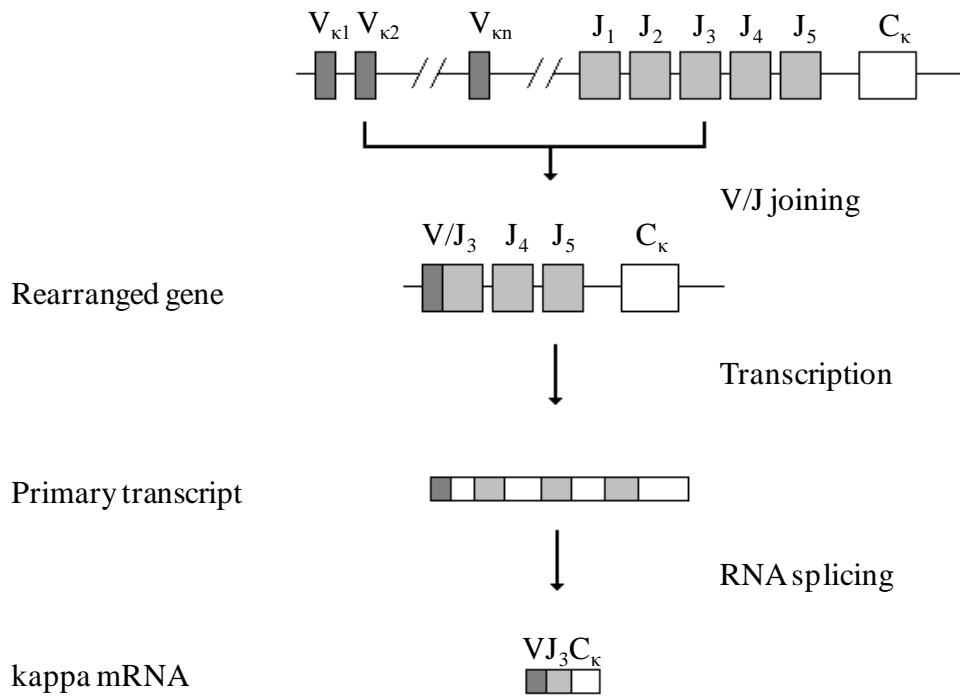 Vκ1 Vκ2 Vκn J1 J2 J3 J4 J5 Cκ
V/J joining
V/J3 J4 J5 Cκ
Rearranged gene
Transcription
Primary transcript
RNA splicing
VJ3Cκ
kappa mRNA